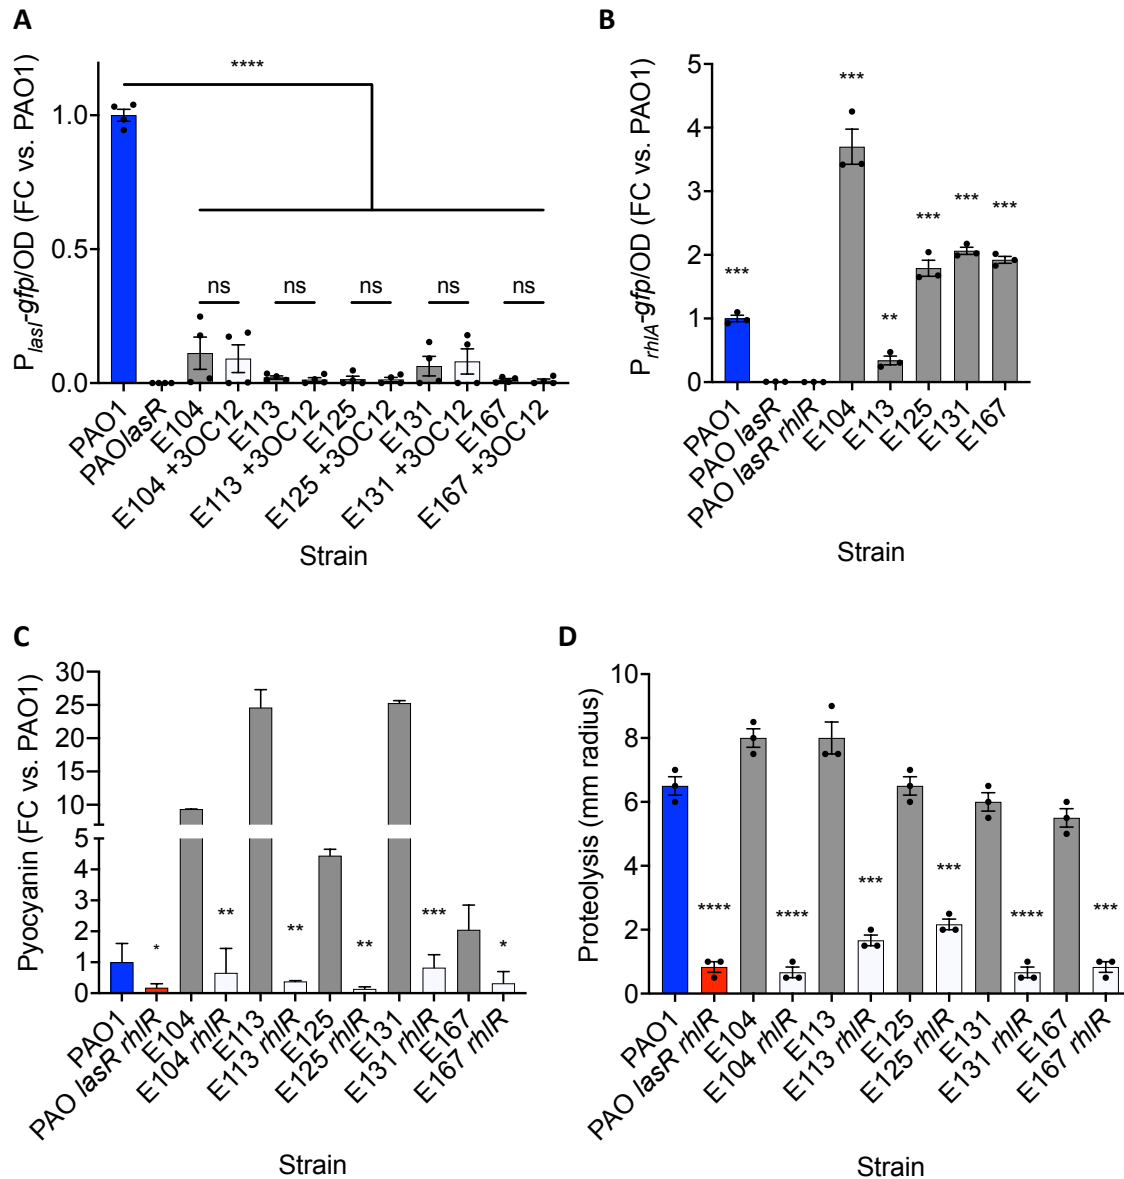 A
P_lasI-gfp/OD (FC vs. PAO1)
1.0
0.5
0.0
****
ns
ns
ns
ns
ns
PAO1
PAOlasR
E104
E104 +3OC12
E113
E113 +3OC12
E125
E125 +3OC12
E131
E131 +3OC12
E167
E167 +3OC12
Strain
B
P_rhlA-gfp/OD (FC vs. PAO1)
5
4
3
2
1
0
***
***
**
***
***
***
PAO1
PAO lasR
PAO lasR rhlR
E104
E113
E125
E131
E167
Strain
C
Pyocyanin (FC vs. PAO1)
30
25
20
15
10
5
4
3
2
1
0
*
**
**
**
***
*
PAO1
PAO lasR rhlR
E104
E104 rhlR
E113
E113 rhlR
E125
E125 rhlR
E131
E131 rhlR
E167
E167 rhlR
Strain
D
Proteolysis (mm radius)
10
8
6
4
2
0
****
****
***
***
****
***
PAO1
PAO lasR rhlR
E104
E104 rhlR
E113
E113 rhlR
E125
E125 rhlR
E131
E131 rhlR
E167
E167 rhlR
Strain